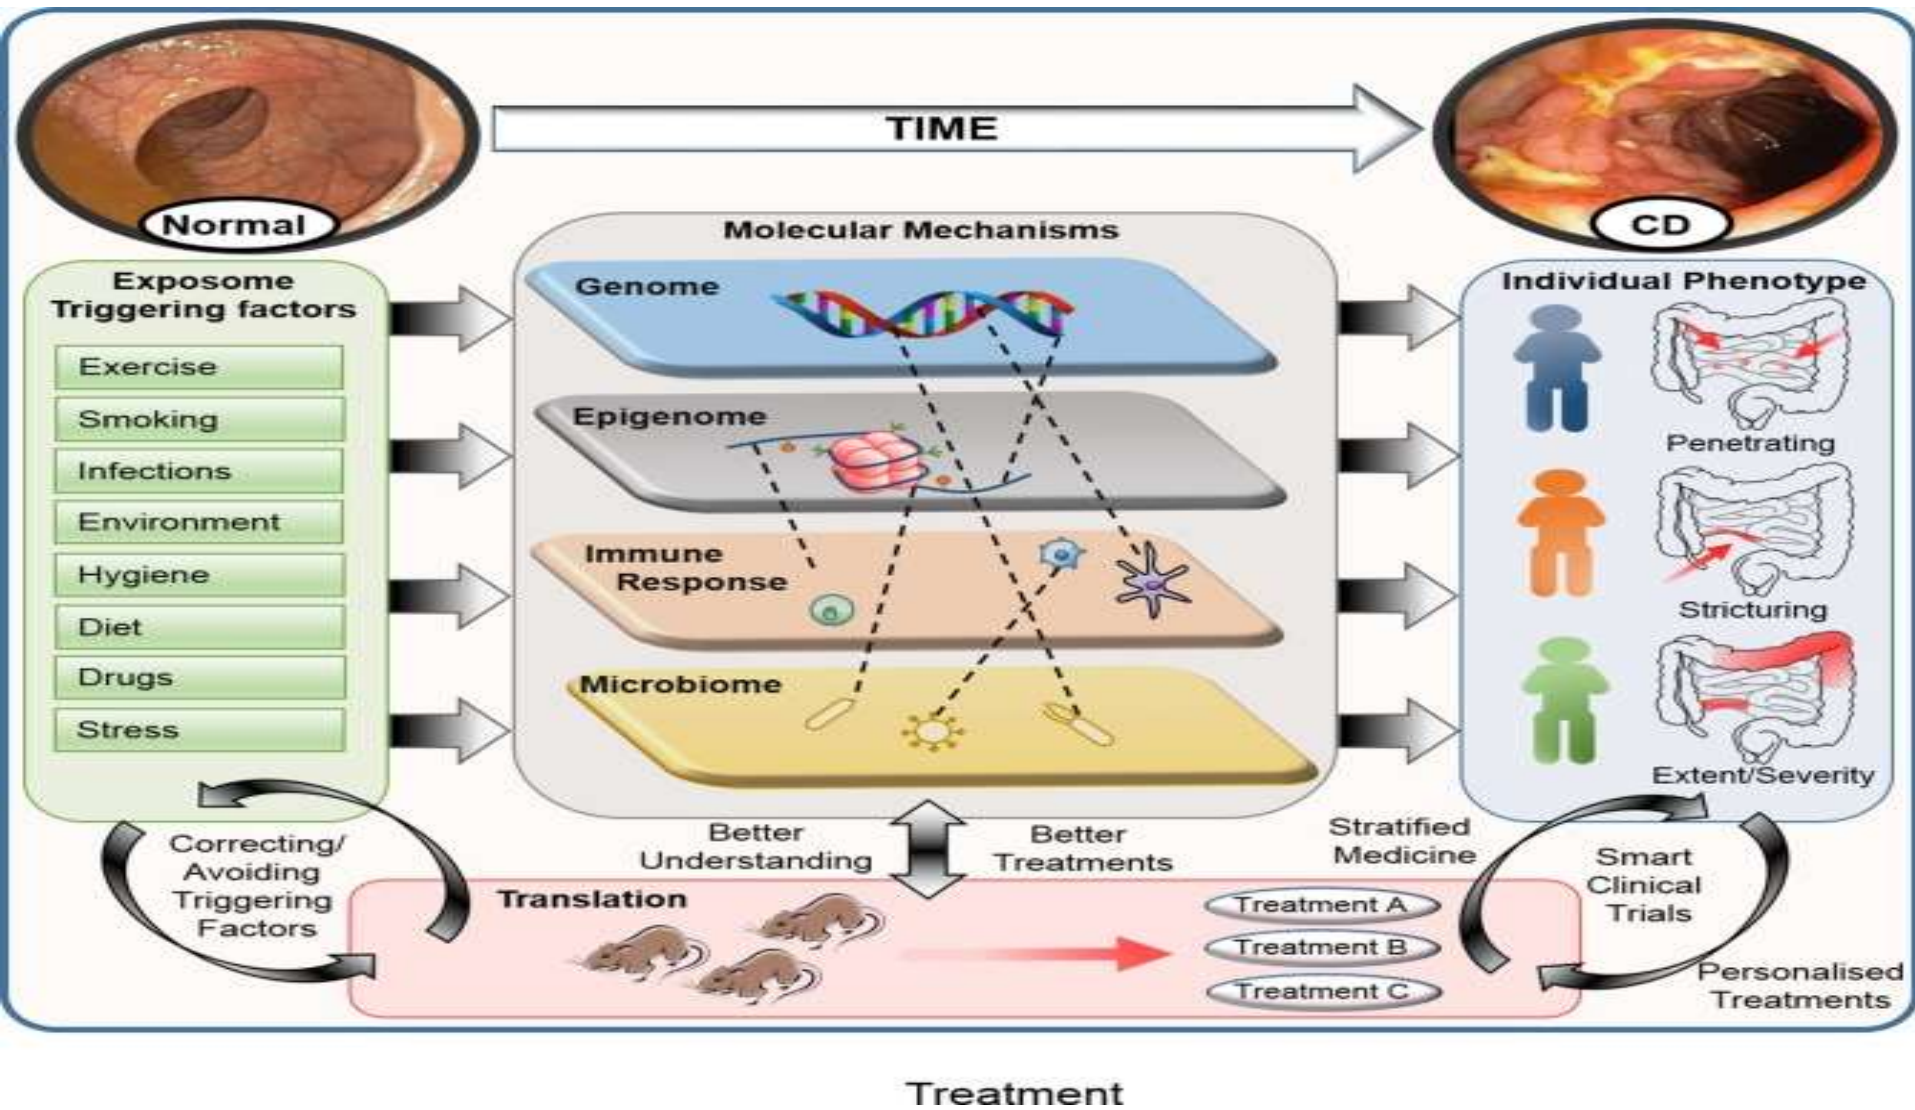 TIME
Normal
CD
Exposome
Triggering factors
Exercise
Smoking
Infections
Environment
Hygiene
Diet
Drugs
Stress
Molecular Mechanisms
Genome
Epigenome
Immune
Response
Microbiome
Individual Phenotype
Penetrating
Stricturing
Extent/Severity
Correcting/
Avoiding
Triggering
Factors
Better
Understanding
Better
Treatments
Stratified
Medicine
Smart
Clinical
Trials
Personalised
Treatments
Translation
Treatment A
Treatment B
Treatment C
Treatment